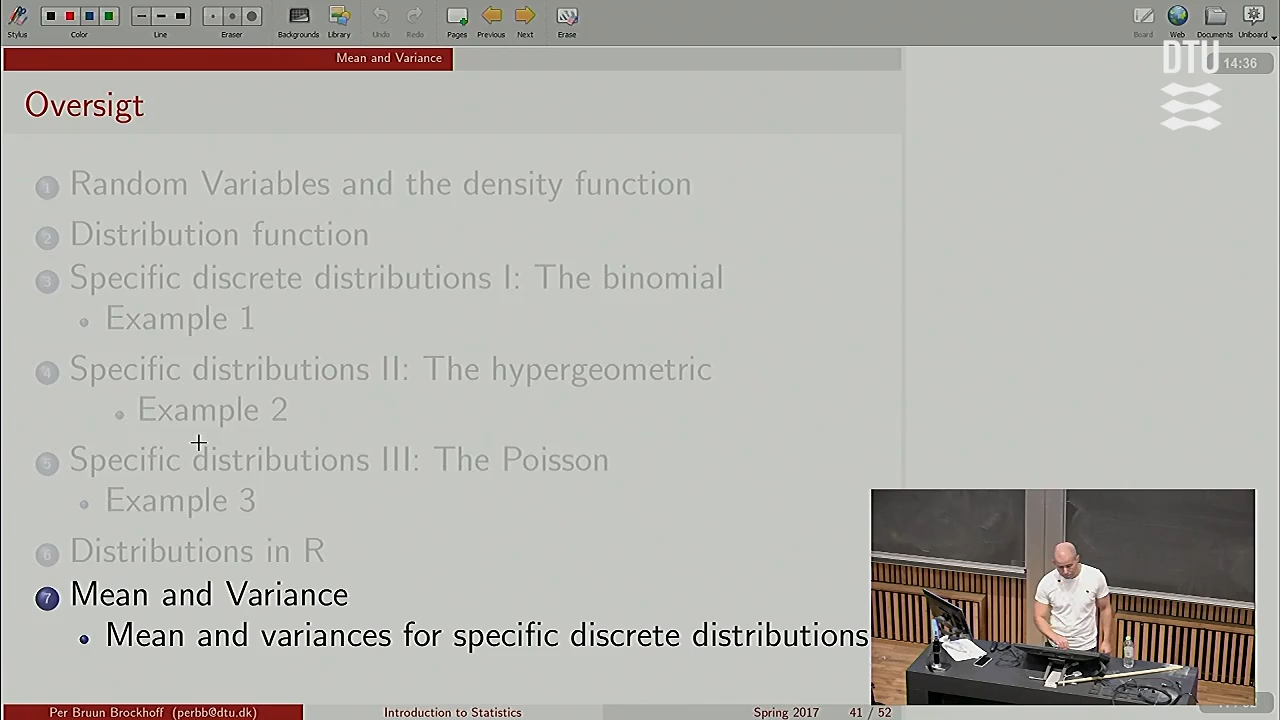 Stylus
Color
Line
Eraser
Backgrounds
Library
Undo
Redo
Pages
Previous
Next
Erase
Board
Web
Documents
Uniboard
Mean and Variance
DTU
14:36
Oversigt
1 Random Variables and the density function
2 Distribution function
3 Specific discrete distributions I: The binomial
Example 1
4 Specific distributions II: The hypergeometric
Example 2
5 Specific distributions III: The Poisson
Example 3
6 Distributions in R
7 Mean and Variance
Mean and variances for specific discrete distributions
Per Bruun Brockhoff (perbb@dtu.dk)
Introduction to Statistics
Spring 2017
41 / 52